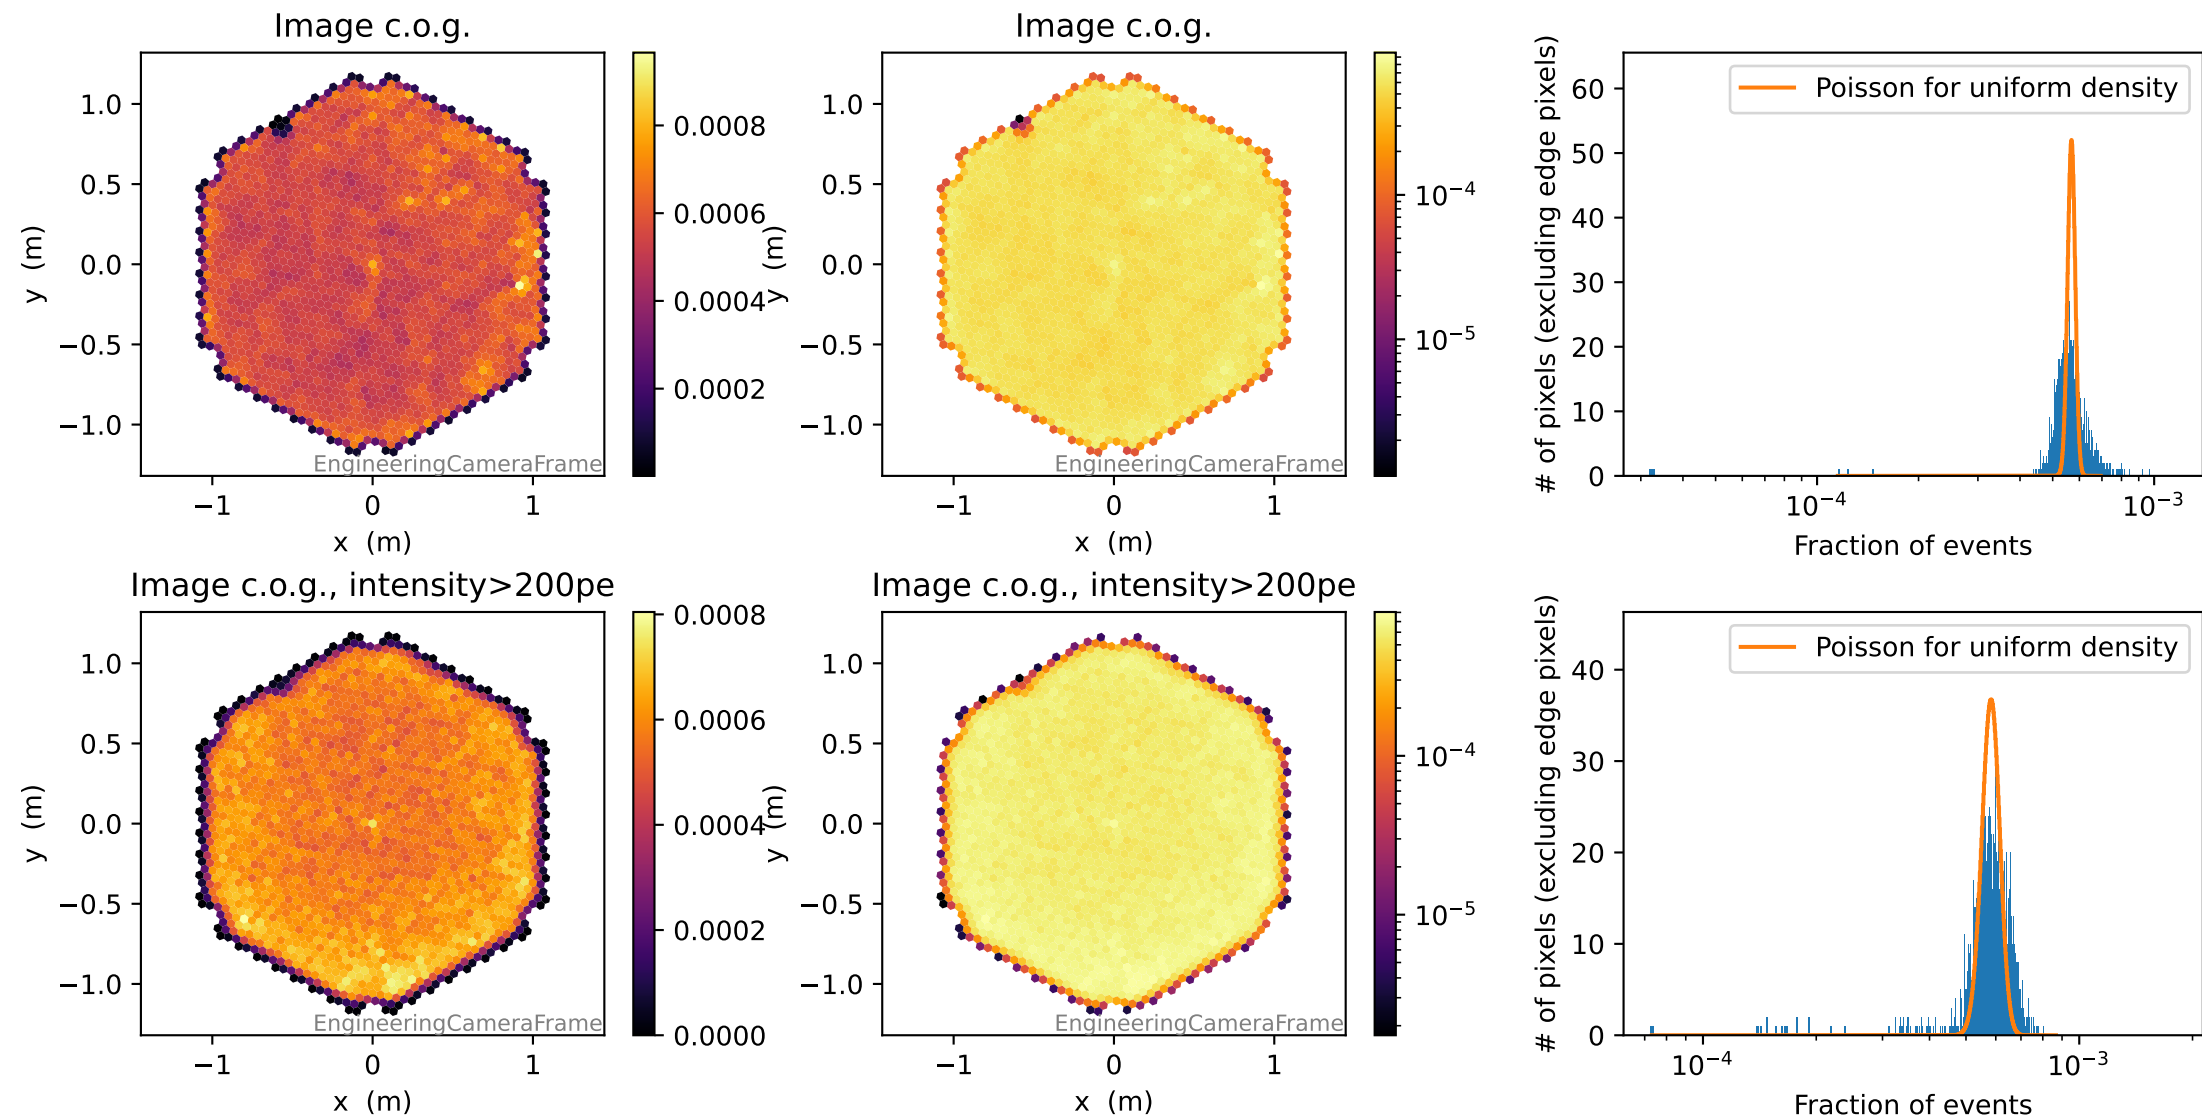 Image c.o.g.
1.0
0.5
0.0
−0.5
−1.0
y (m)
−1
0
1
x (m)
EngineeringCameraFrame
0.0008
0.0006
0.0004
0.0002
Image c.o.g.
1.0
0.5
0.0
−0.5
−1.0
y (m)
−1
0
1
x (m)
EngineeringCameraFrame
10⁻⁴
10⁻⁵
Poisson for uniform density
60
50
40
30
20
10
0
# of pixels (excluding edge pixels)
10⁻⁴
10⁻³
Fraction of events
Image c.o.g., intensity>200pe
1.0
0.5
0.0
−0.5
−1.0
y (m)
−1
0
1
x (m)
EngineeringCameraFrame
0.0008
0.0006
0.0004
0.0002
0.0000
Image c.o.g., intensity>200pe
1.0
0.5
0.0
−0.5
−1.0
y (m)
−1
0
1
x (m)
EngineeringCameraFrame
10⁻⁴
10⁻⁵
Poisson for uniform density
40
30
20
10
0
# of pixels (excluding edge pixels)
10⁻⁴
10⁻³
Fraction of events